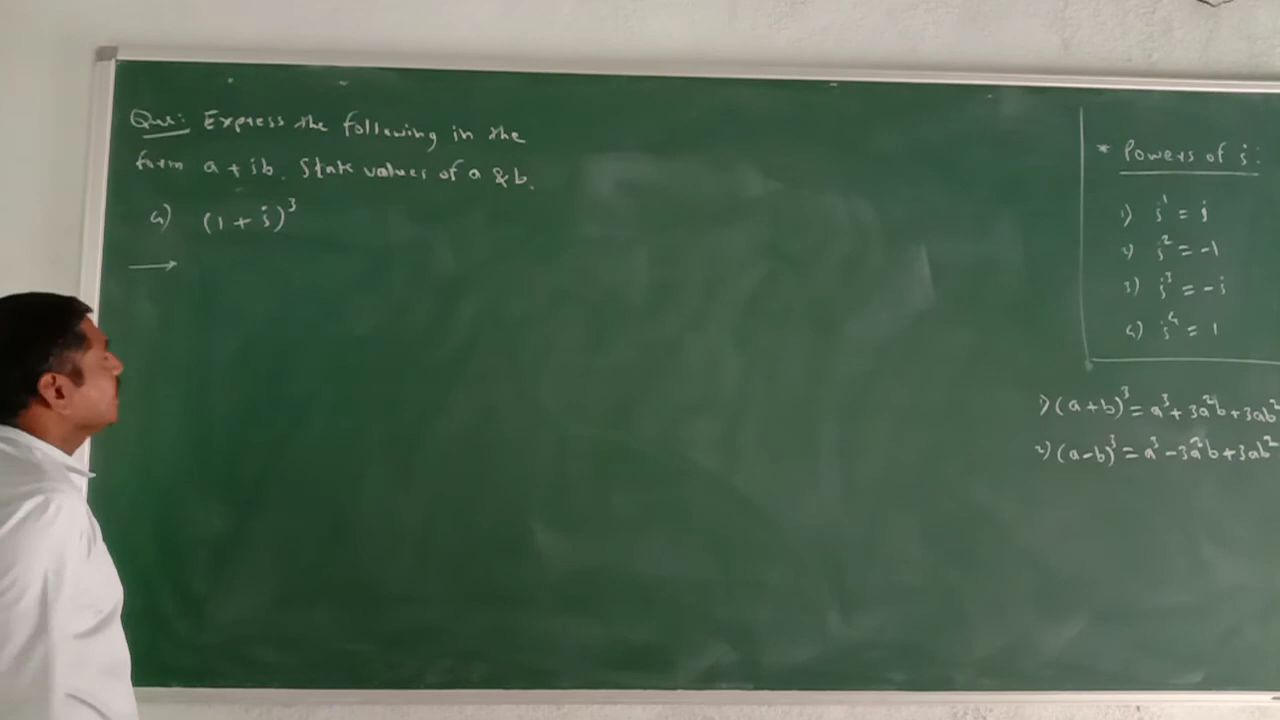 Que: Express the following in the
form a + ib. State values of a & b.
a) (1 + i)³
→
* Powers of i:
1) i¹ = i
2) i² = -1
3) i³ = -i
4) i⁴ = 1
1) (a+b)³ = a³ + 3a²b + 3ab²
2) (a-b)³ = a³ - 3a²b + 3ab²